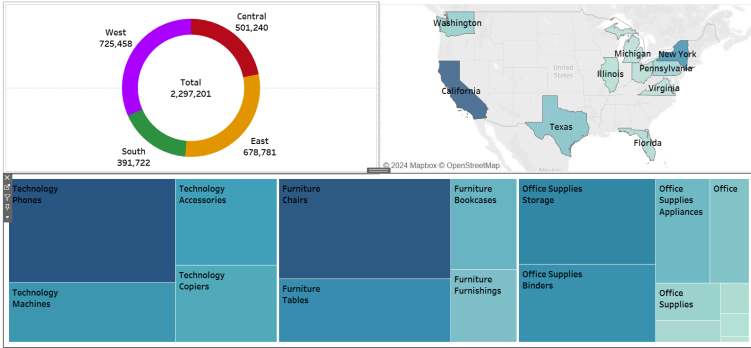 Central
501,240
West
725,458
Total
2,297,201
South
391,722
East
678,781
Washington
Michigan
New York
Pennsylvania
Illinois
Virginia
California
Texas
Florida
United
States
Mexico
© 2024 Mapbox © OpenStreetMap
Technology
Phones
Technology
Accessories
Technology
Machines
Technology
Copiers
Furniture
Chairs
Furniture
Bookcases
Furniture
Tables
Furniture
Furnishings
Office Supplies
Storage
Office
Supplies
Appliances
Office
Office Supplies
Binders
Office
Supplies